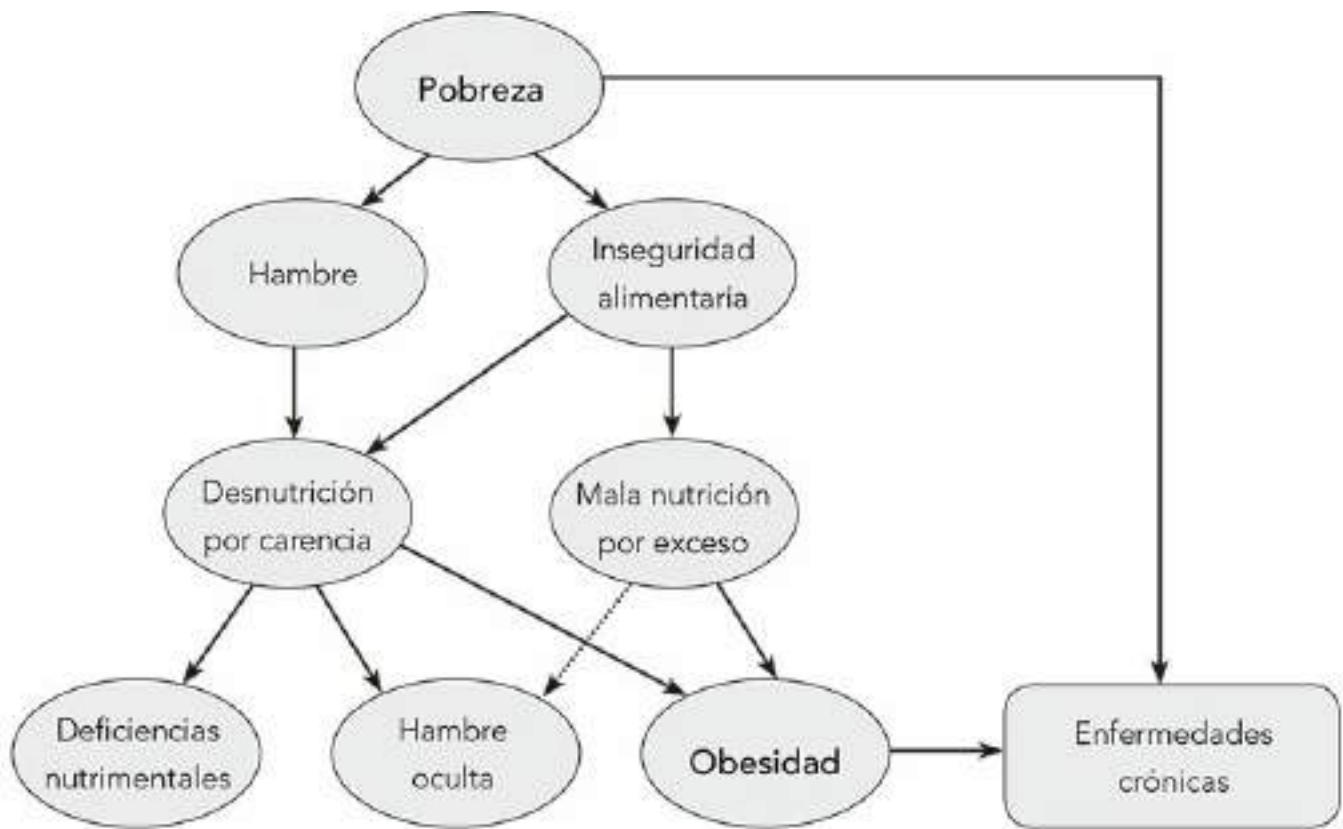 Pobreza
Hambre
Inseguridad
alimentaria
Desnutrición
por carencia
Mala nutrición
por exceso
Deficiencias
nutrimentales
Hambre
oculta
Obesidad
Enfermedades
crónicas